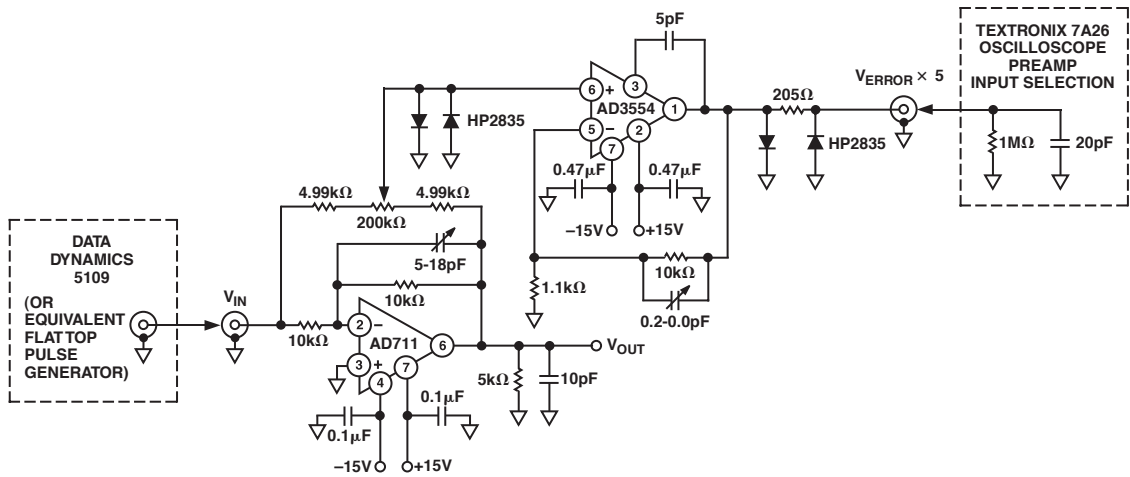 5pF
TEXTRONIX 7A26
OSCILLOSCOPE
PREAMP
INPUT SELECTION
VERROR × 5
205Ω
6 +
3
AD3554
1
5 –
2
7
HP2835
HP2835
1MΩ
20pF
0.47µF
0.47µF
4.99kΩ
4.99kΩ
200kΩ
–15V
+15V
DATA
DYNAMICS
5109
(OR
EQUIVALENT
FLAT TOP
PULSE
GENERATOR)
5-18pF
10kΩ
1.1kΩ
10kΩ
0.2-0.0pF
VIN
10kΩ
2 –
AD711
6
3 +
7
4
VOUT
5kΩ
10pF
0.1µF
0.1µF
–15V
+15V